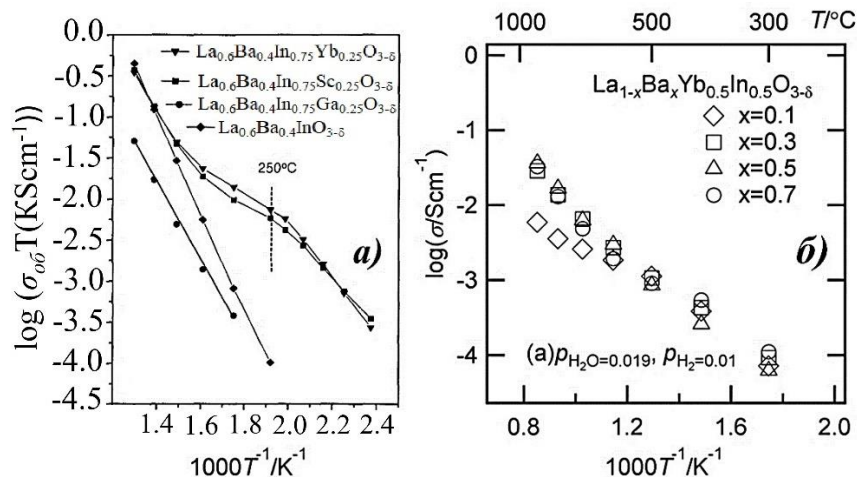 0.0
-0.5
-1.0
-1.5
-2.0
-2.5
-3.0
-3.5
-4.0
-4.5
log (σ_об T(KScm⁻¹))
La₀.₆Ba₀.₄In₀.₇₅Yb₀.₂₅O₃₋δ
La₀.₆Ba₀.₄In₀.₇₅Sc₀.₂₅O₃₋δ
La₀.₆Ba₀.₄In₀.₇₅Ga₀.₂₅O₃₋δ
La₀.₆Ba₀.₄InO₃₋δ
250°C
а)
1.4 1.6 1.8 2.0 2.2 2.4
1000T⁻¹/K⁻¹
1000 500 300 T/°C
0
-1
-2
-3
-4
log(σ/Scm⁻¹)
La₁₋ₓBaₓYb₀.₅In₀.₅O₃₋δ
x=0.1
x=0.3
x=0.5
x=0.7
б)
(a)p_H₂O=0.019, p_H₂=0.01
0.8 1.2 1.6 2.0
1000T⁻¹/K⁻¹